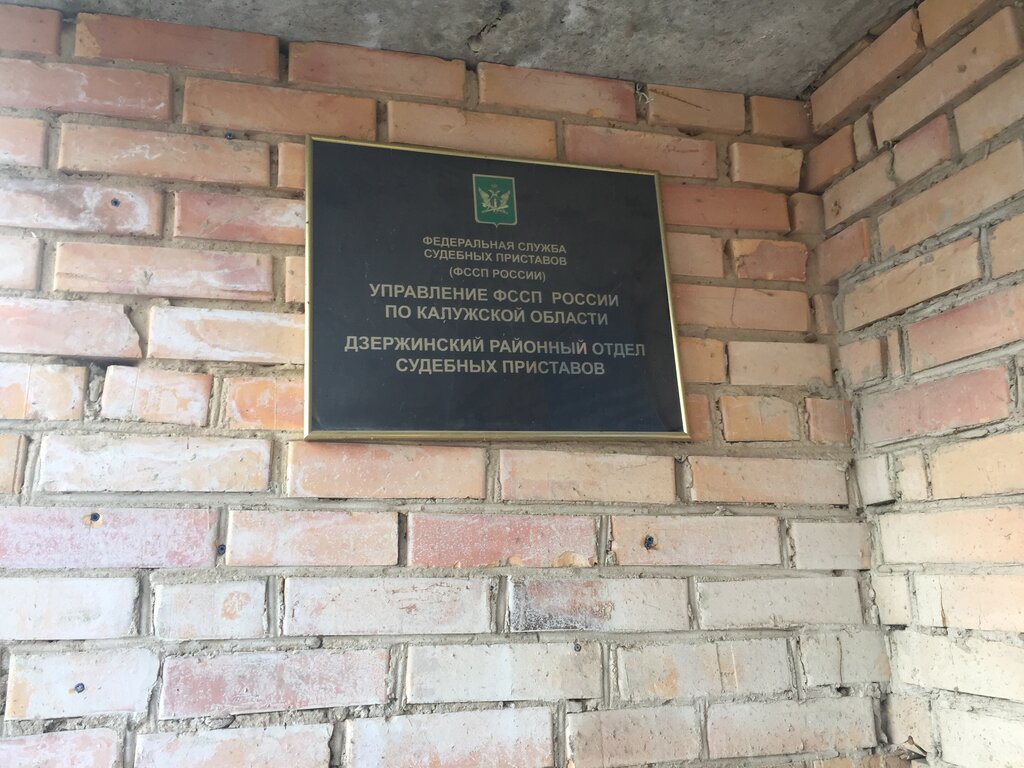 ФЕДЕРАЛЬНАЯ СЛУЖБА
СУДЕБНЫХ ПРИСТАВОВ
(ФССП РОССИИ)
УПРАВЛЕНИЕ ФССП РОССИИ
ПО КАЛУЖСКОЙ ОБЛАСТИ
ДЗЕРЖИНСКИЙ РАЙОННЫЙ ОТДЕЛ
СУДЕБНЫХ ПРИСТАВОВ